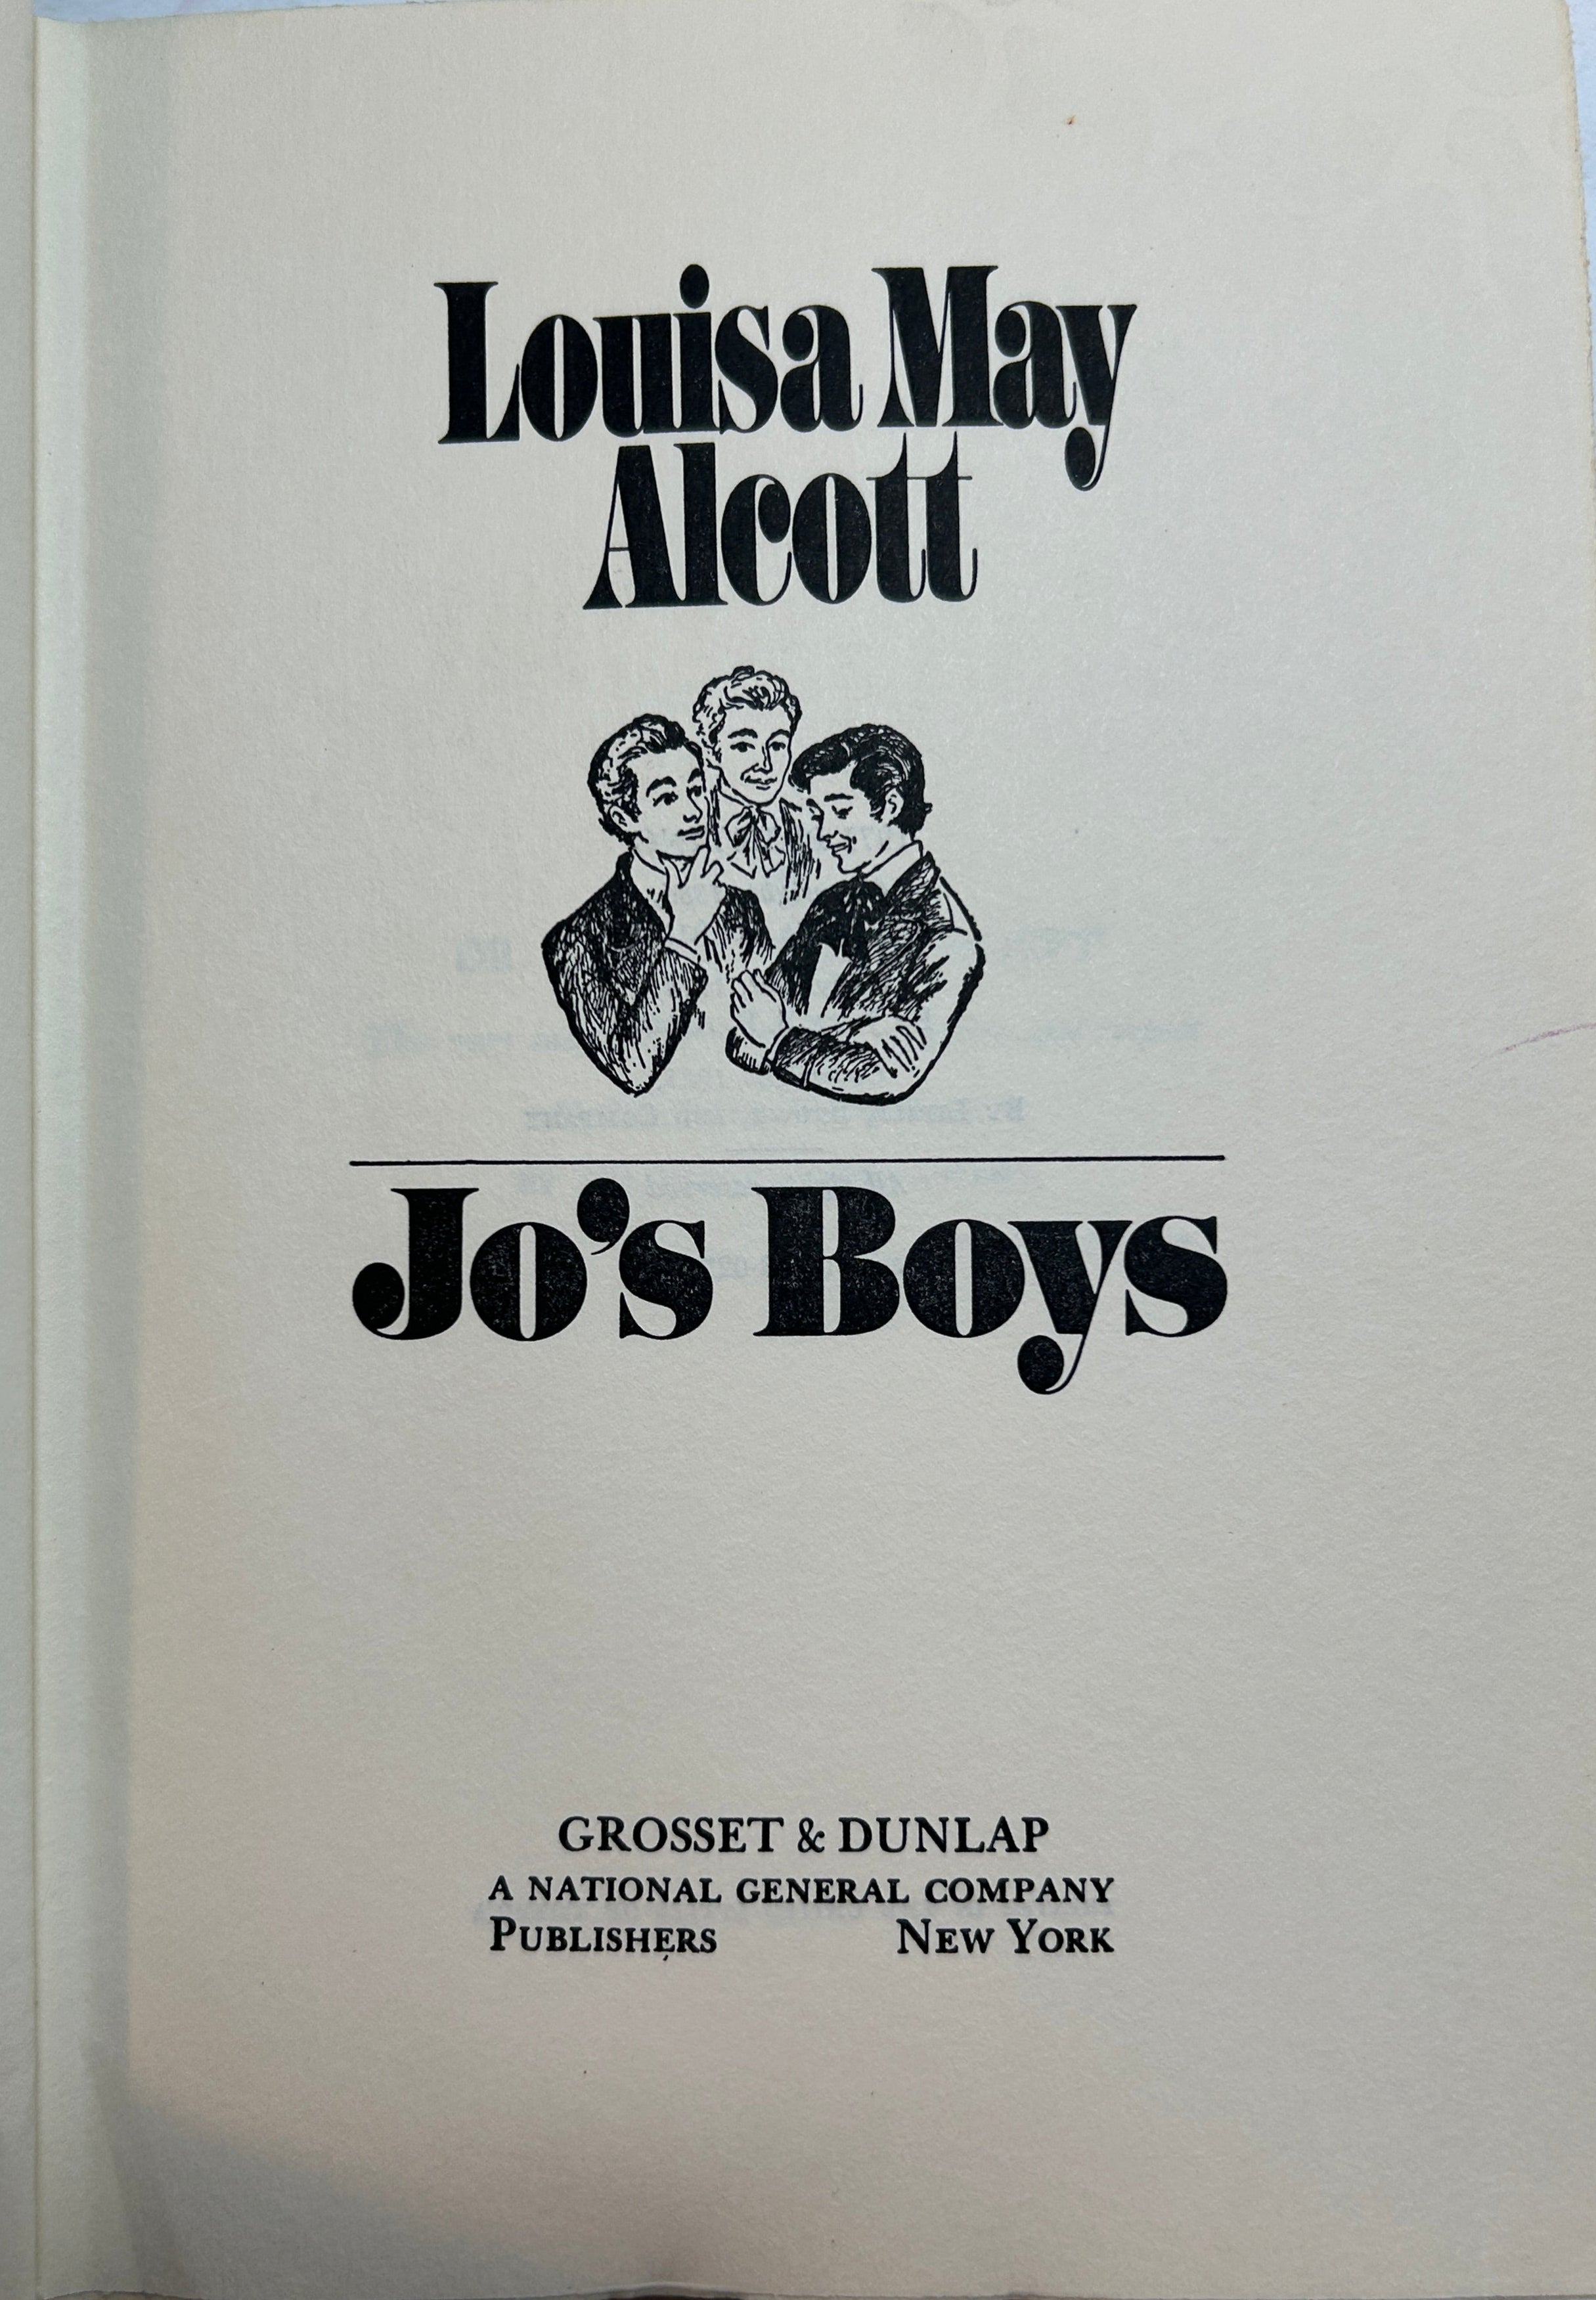 Louisa May
Alcott
Jo's Boys
GROSSET & DUNLAP
A NATIONAL GENERAL COMPANY
PUBLISHERS NEW YORK